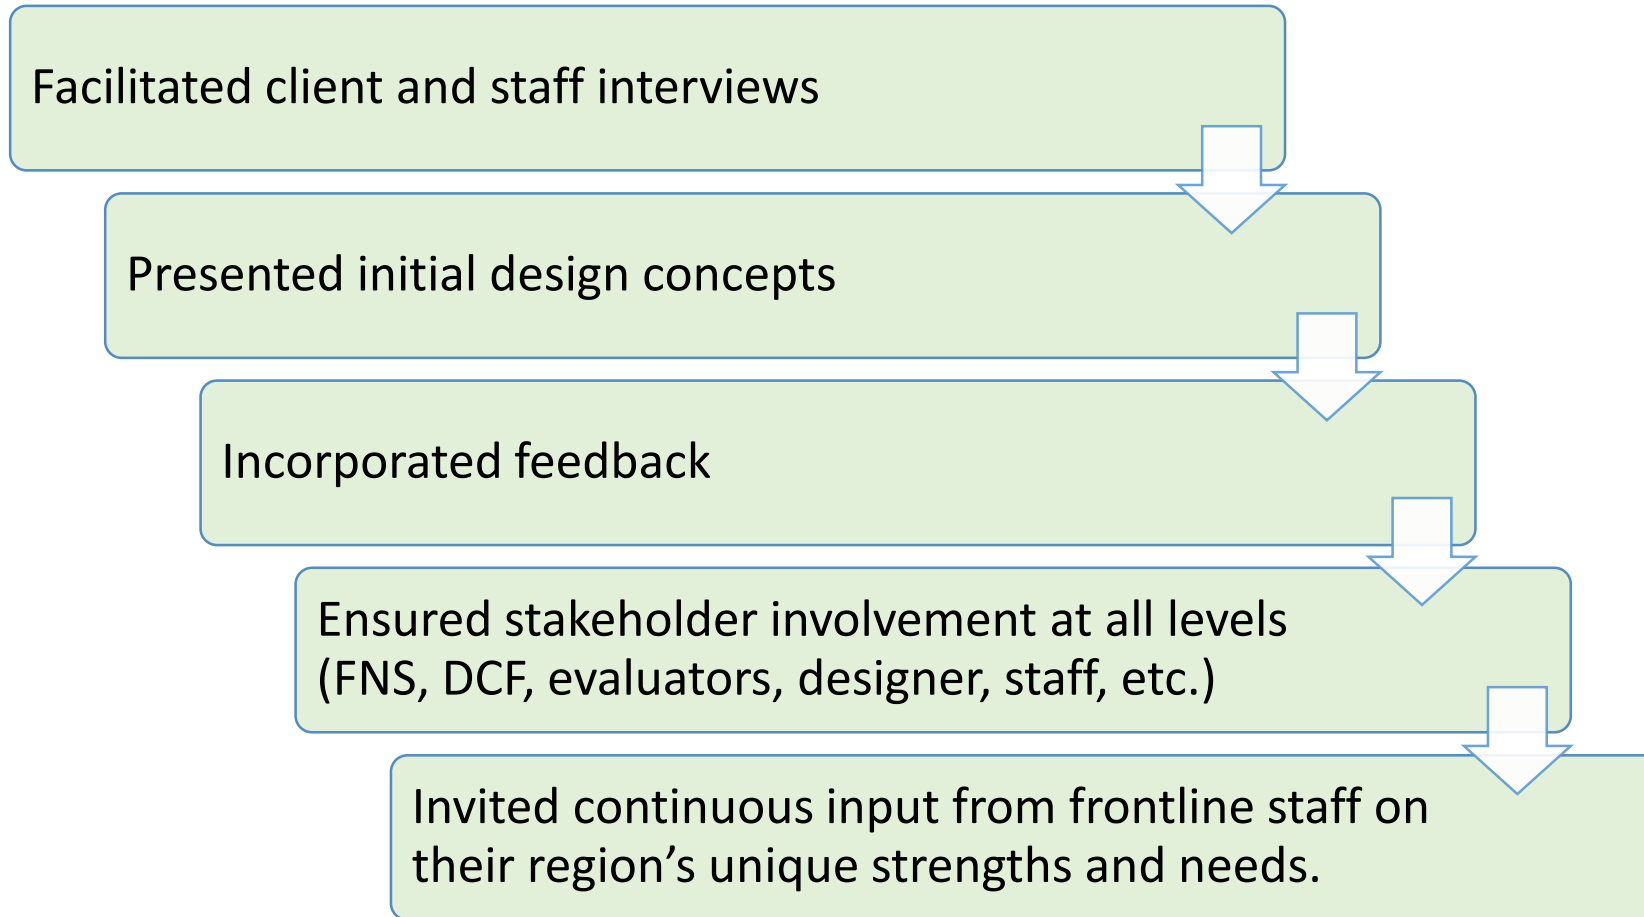 Facilitated client and staff interviews
Presented initial design concepts
Incorporated feedback
Ensured stakeholder involvement at all levels
(FNS, DCF, evaluators, designer, staff, etc.)
Invited continuous input from frontline staff on
their region’s unique strengths and needs.